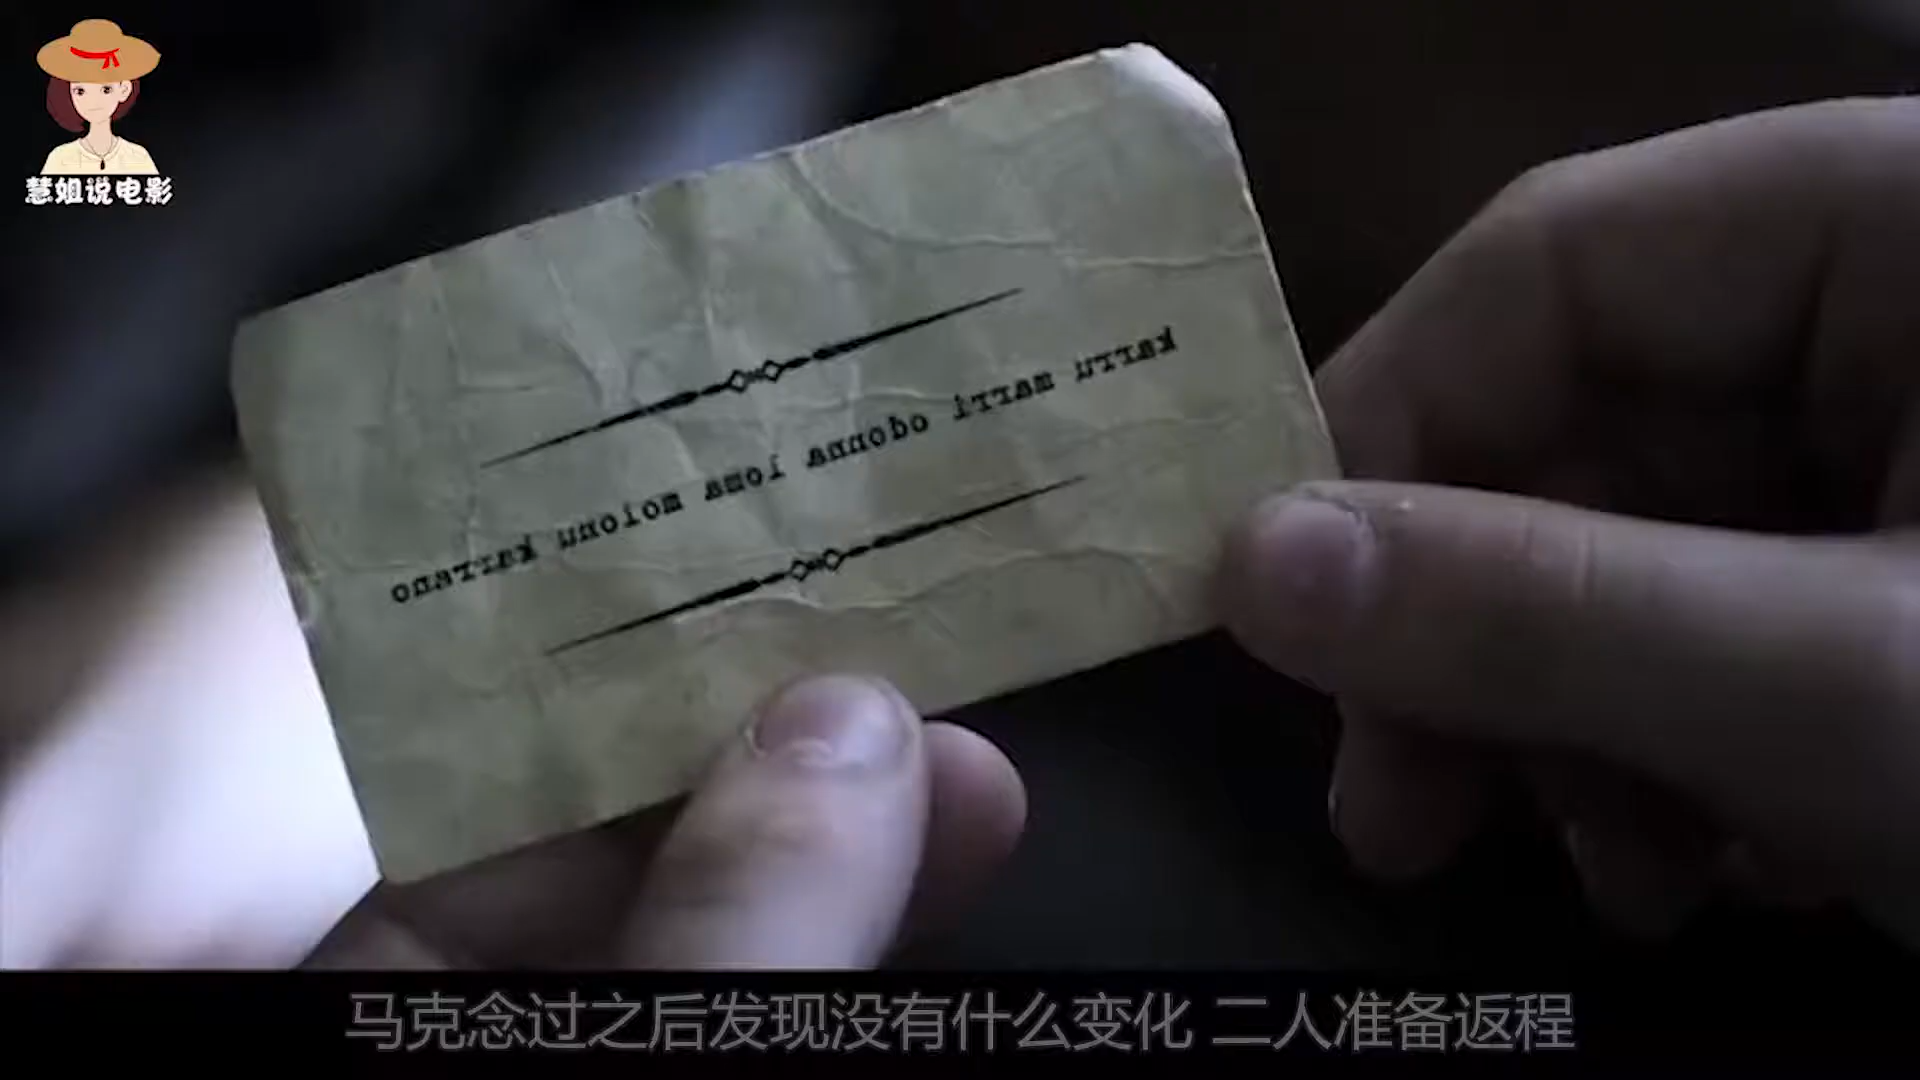 慧姐说电影
karru marri odonna loma molonu karrano
马克念过之后发现没有什么变化 二人准备返程